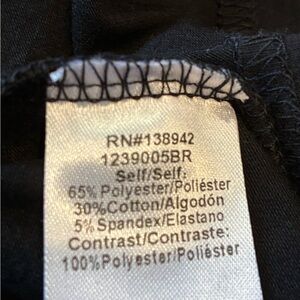 RN#138942
1239005BR
Self/Self:
65% Polyester/Poliéster
30%Cotton/Algodón
5% Spandex/Elastano
Contrast/Contraste:
100%Polyester/Poliéster